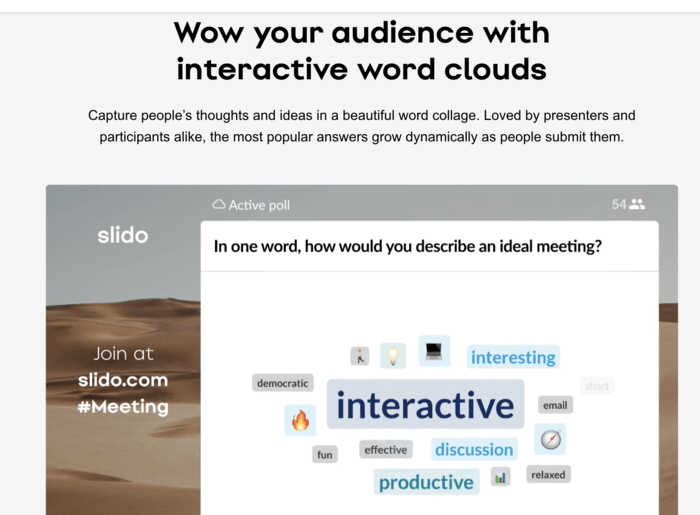 Wow your audience with
interactive word clouds
Capture people's thoughts and ideas in a beautiful word collage. Loved by presenters and
participants alike, the most popular answers grow dynamically as people submit them.
Active poll
54
slido
In one word, how would you describe an ideal meeting?
Join at
slido.com
#Meeting
interesting
democratic
short
interactive
email
fun
effective
discussion
productive
relaxed